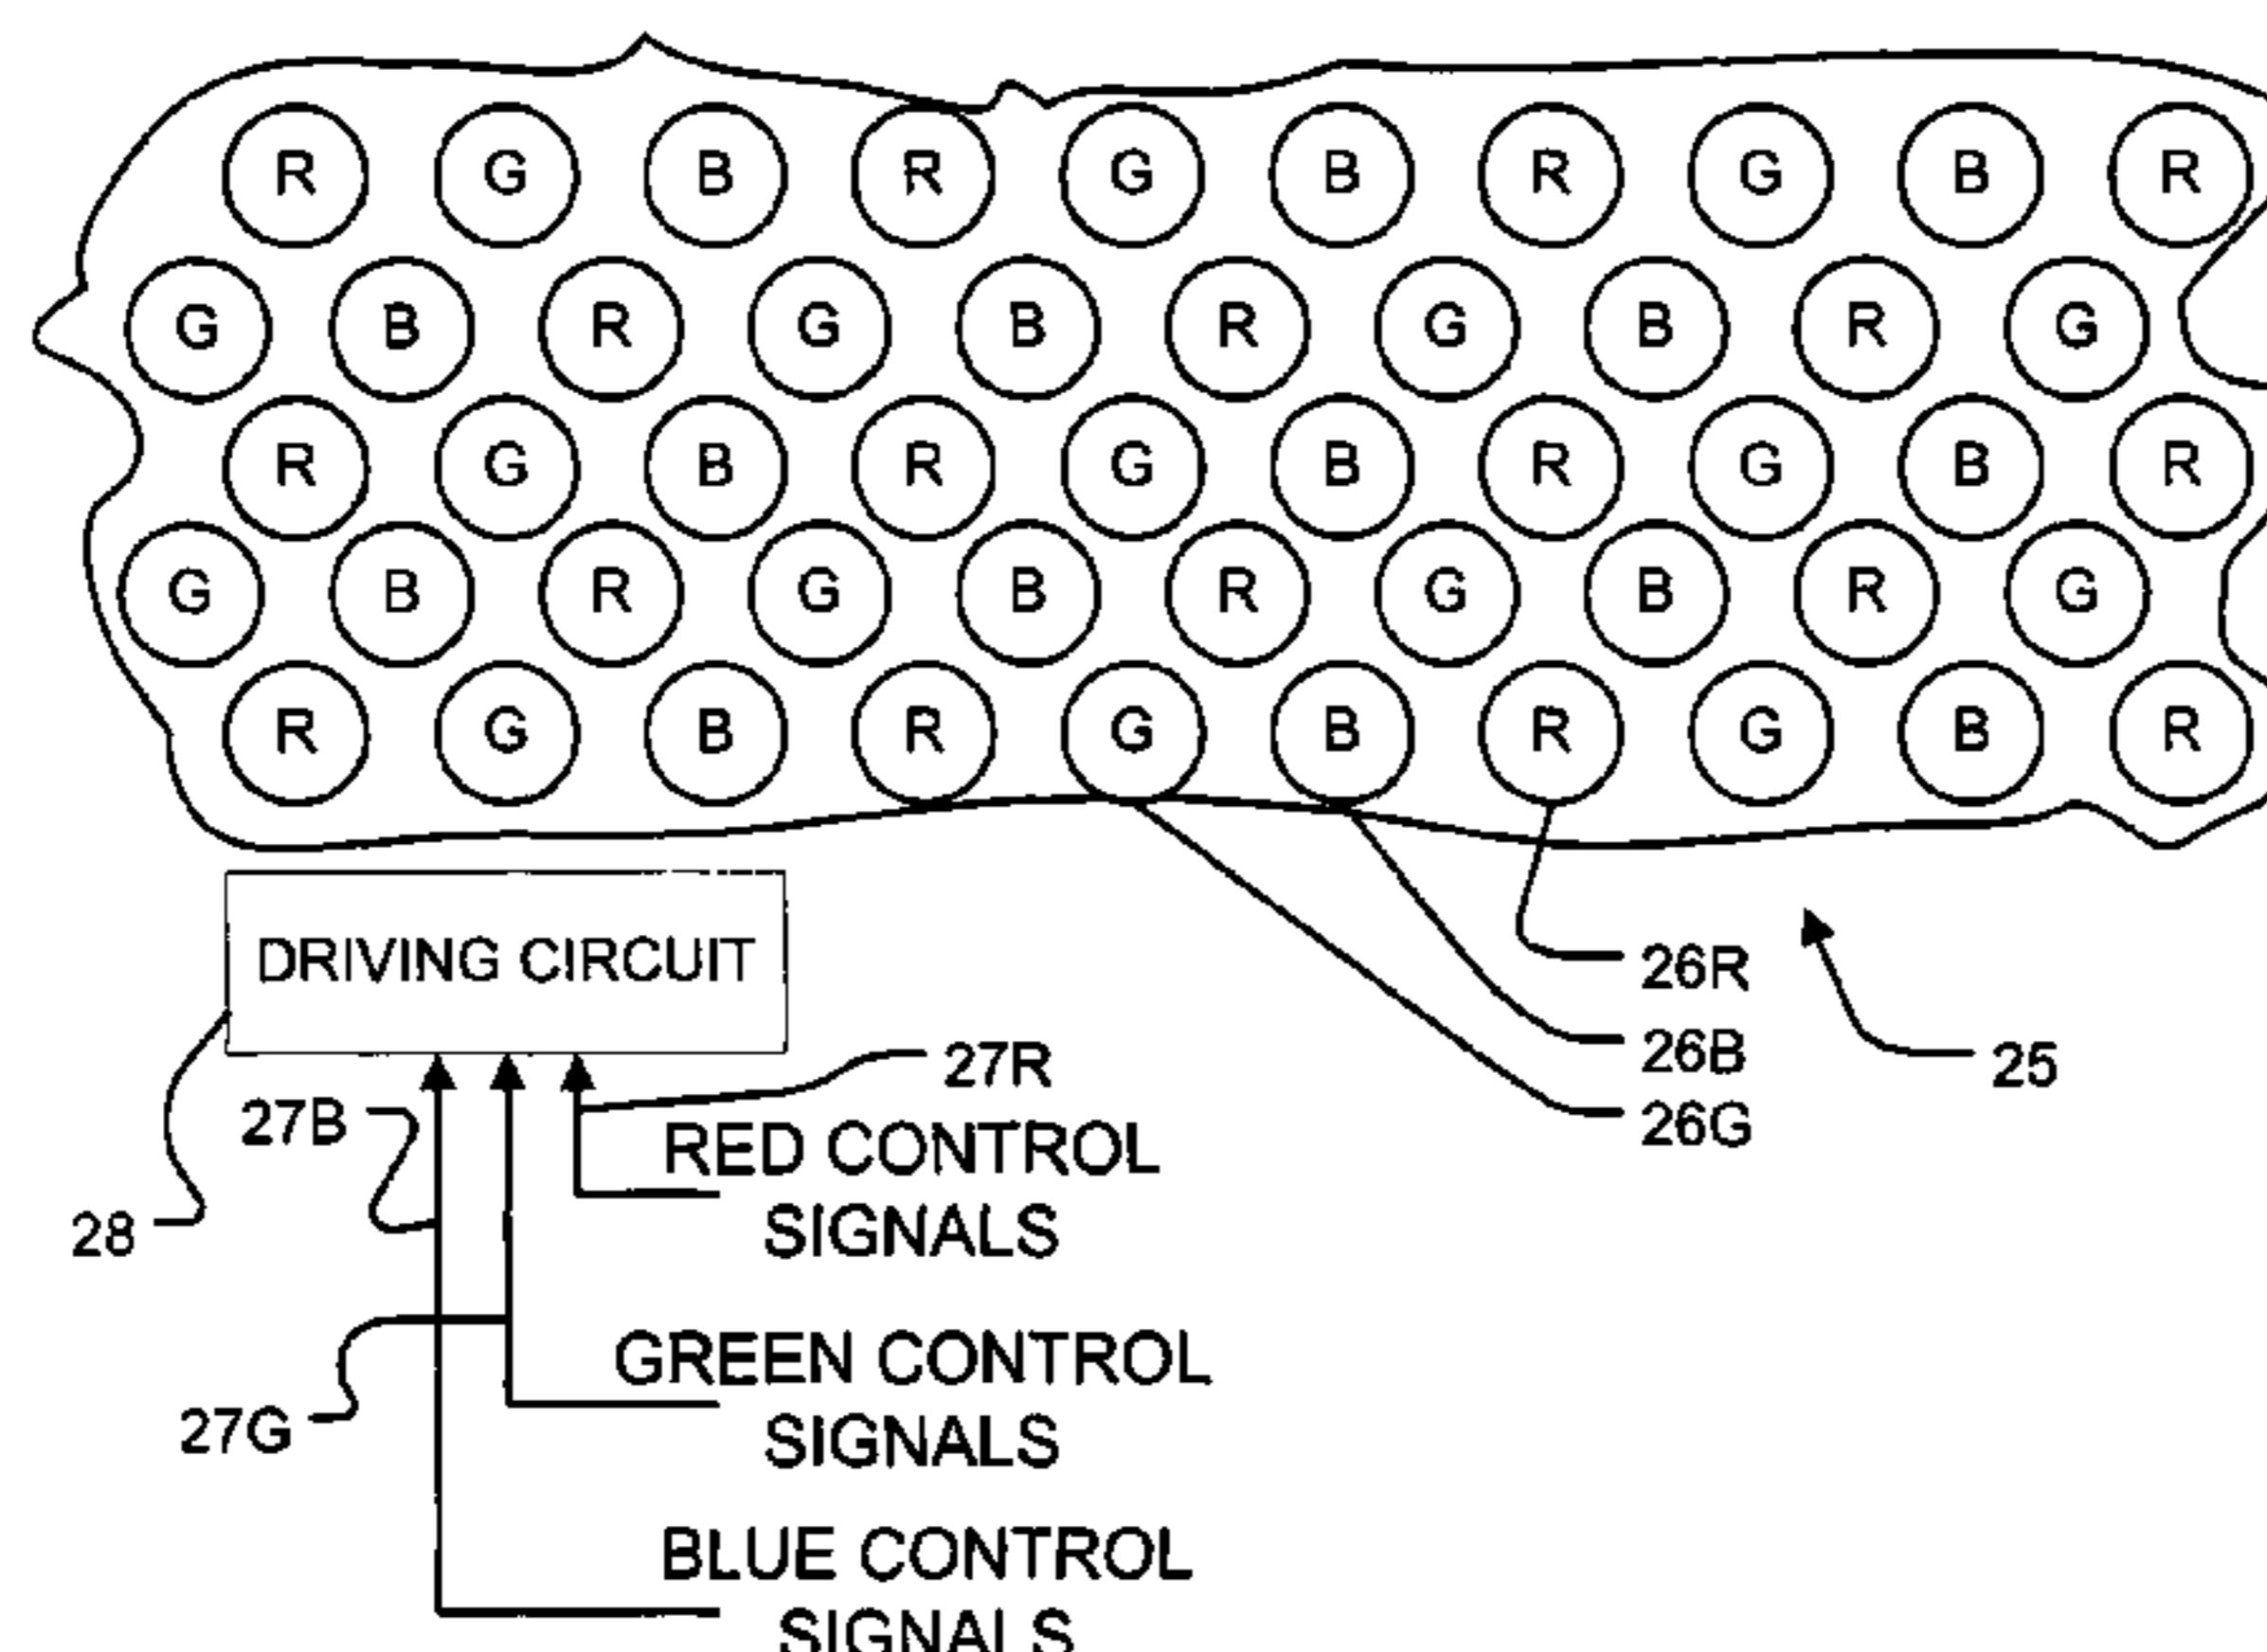 R G B R G B R G B R
G B R G B R G B R G
R G B R G B R G B R
G B R G B R G B R G
R G B R G B R G B R
DRIVING CIRCUIT
26R
26B
25
26G
27R
27B
RED CONTROL
SIGNALS
28
GREEN CONTROL
SIGNALS
27G
BLUE CONTROL
SIGNALS